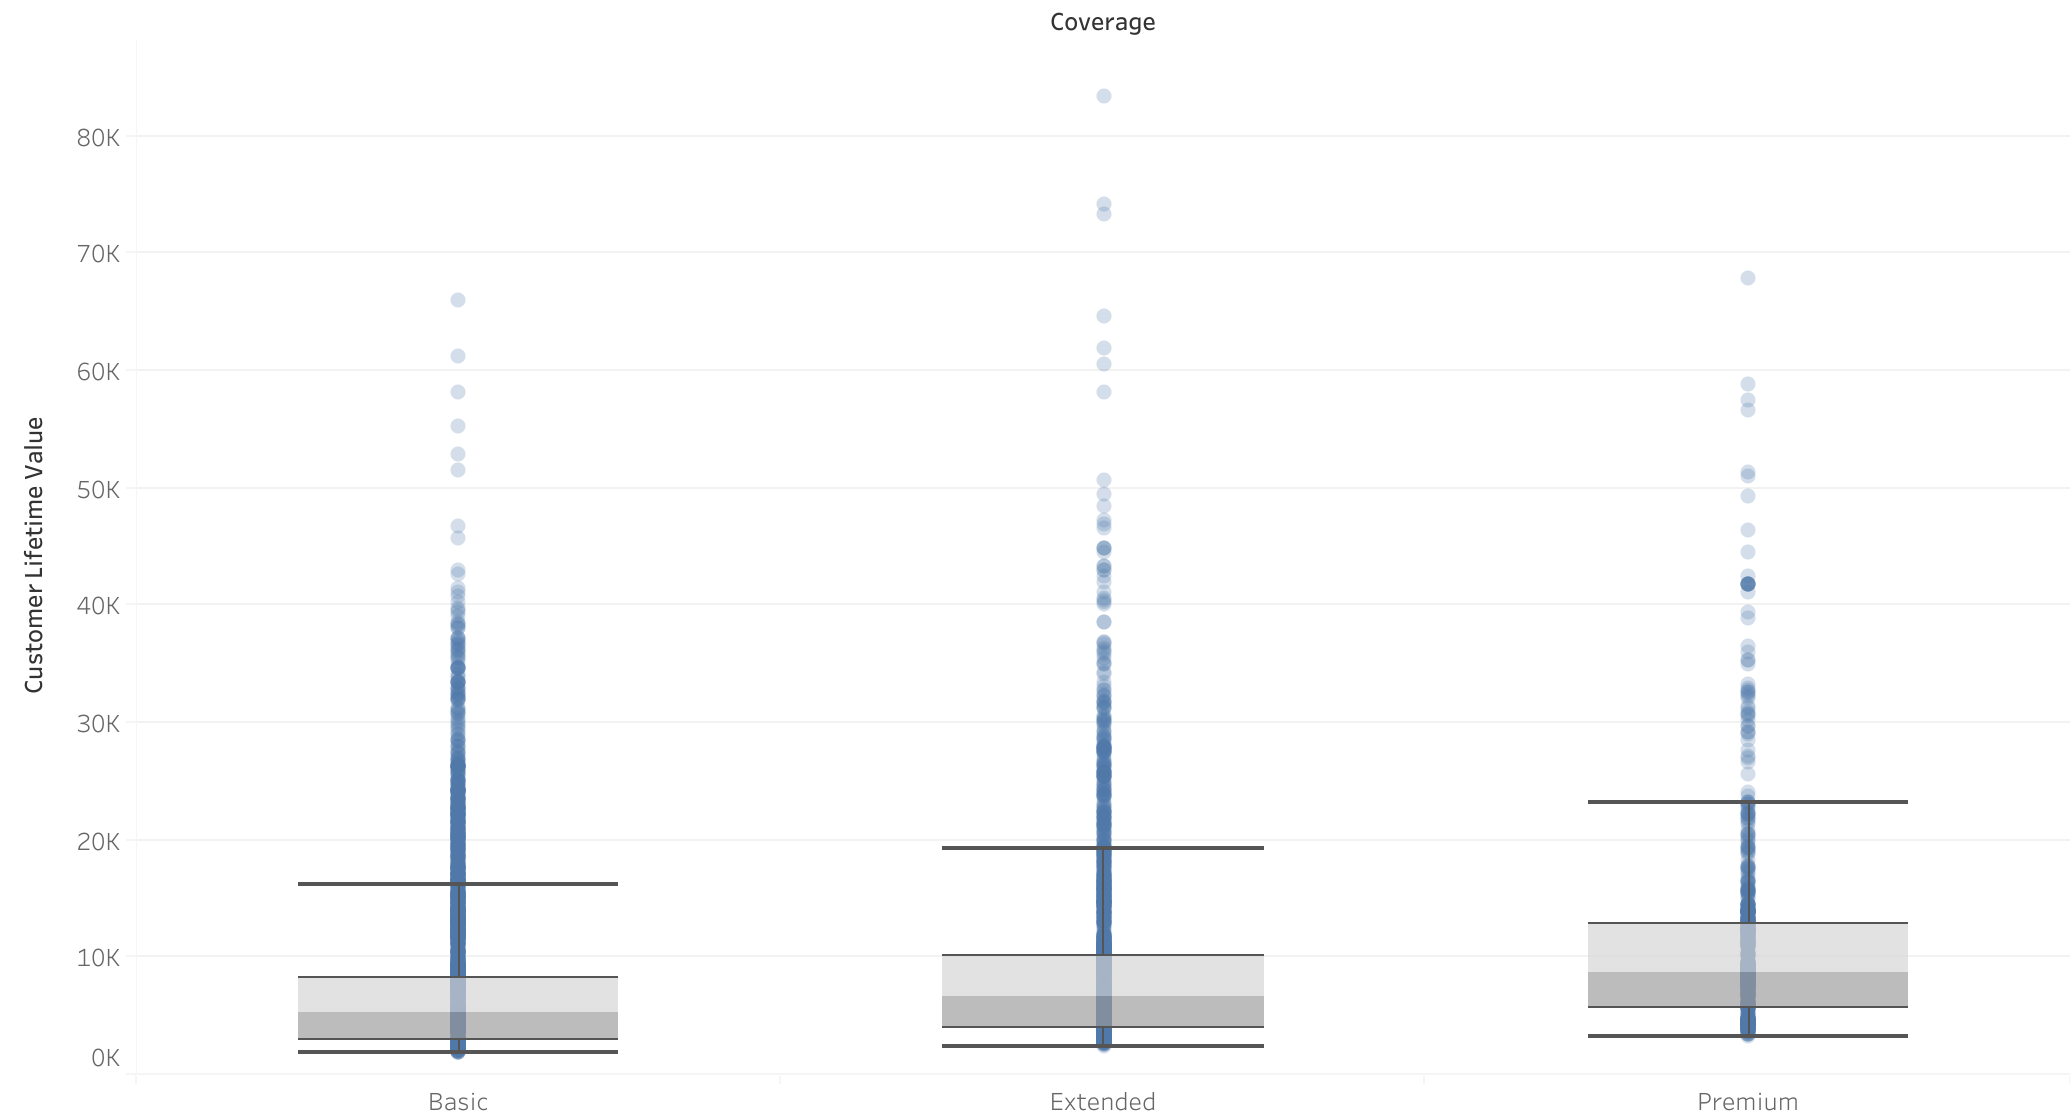 Coverage
80K
70K
60K
50K
40K
30K
20K
10K
0K
Customer Lifetime Value
Basic
Extended
Premium